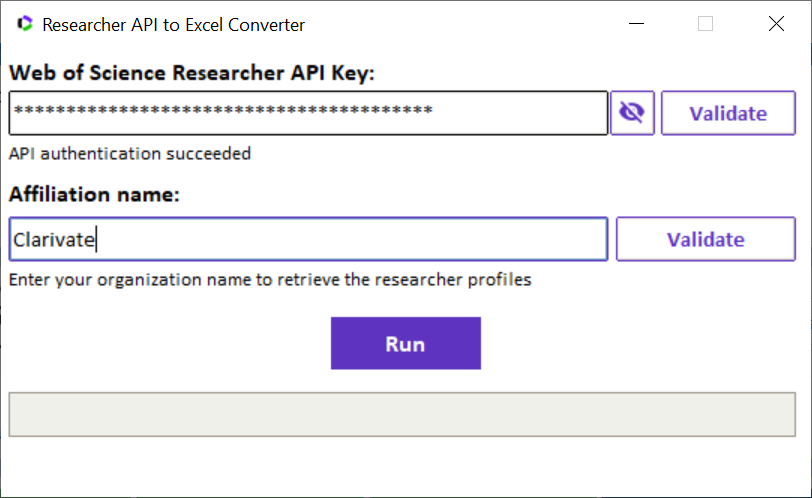 Researcher API to Excel Converter
Web of Science Researcher API Key:
**************************************** Validate
API authentication succeeded
Affiliation name:
Clarivate Validate
Enter your organization name to retrieve the researcher profiles
Run